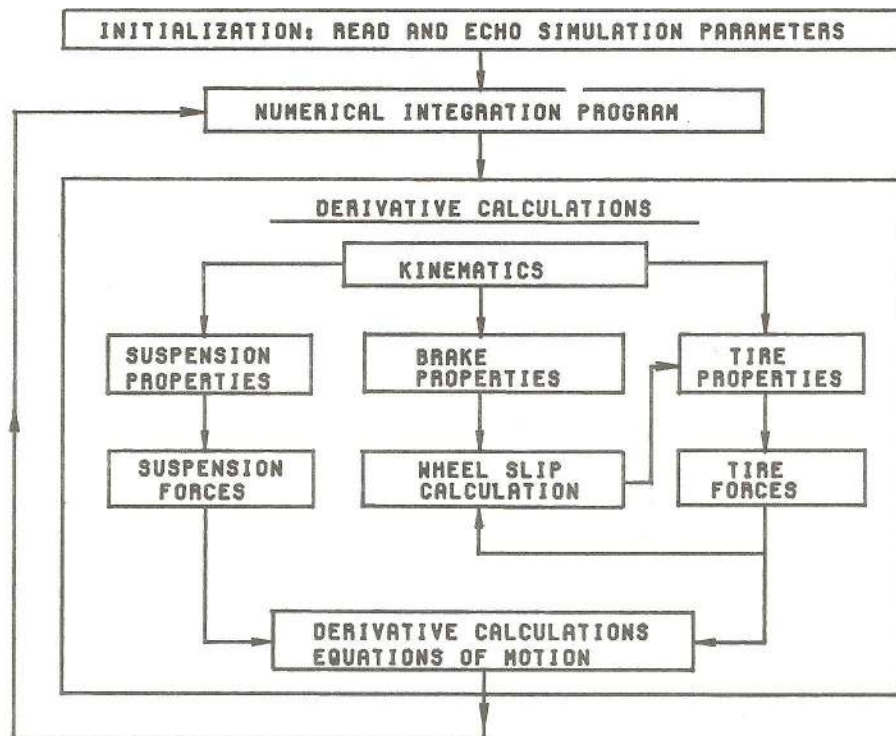 INITIALIZATION: READ AND ECHO SIMULATION PARAMETERS
NUMERICAL INTEGRATION PROGRAM
DERIVATIVE CALCULATIONS
KINEMATICS
SUSPENSION
PROPERTIES
BRAKE
PROPERTIES
TIRE
PROPERTIES
SUSPENSION
FORCES
WHEEL SLIP
CALCULATION
TIRE
FORCES
DERIVATIVE CALCULATIONS
EQUATIONS OF MOTION